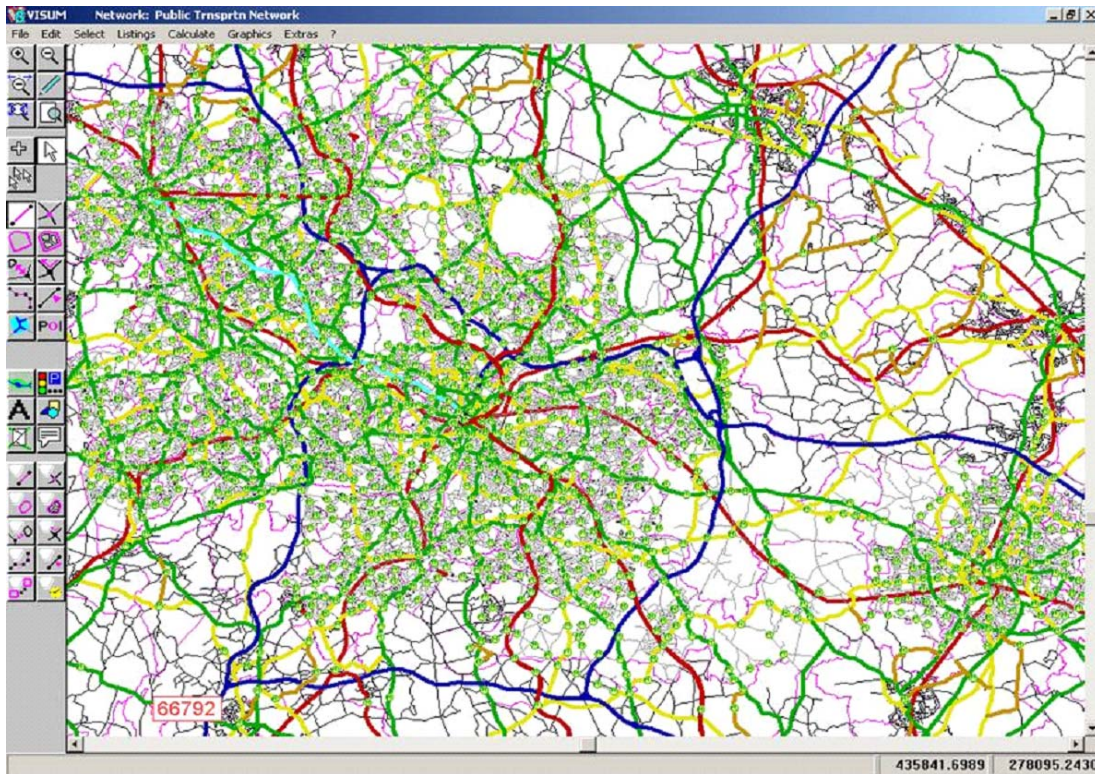 VISUM Network: Public Trnsprtn Network
File Edit Select Listings Calculate Graphics Extras ?
POI
A
66792
435841.6989 278095.2430